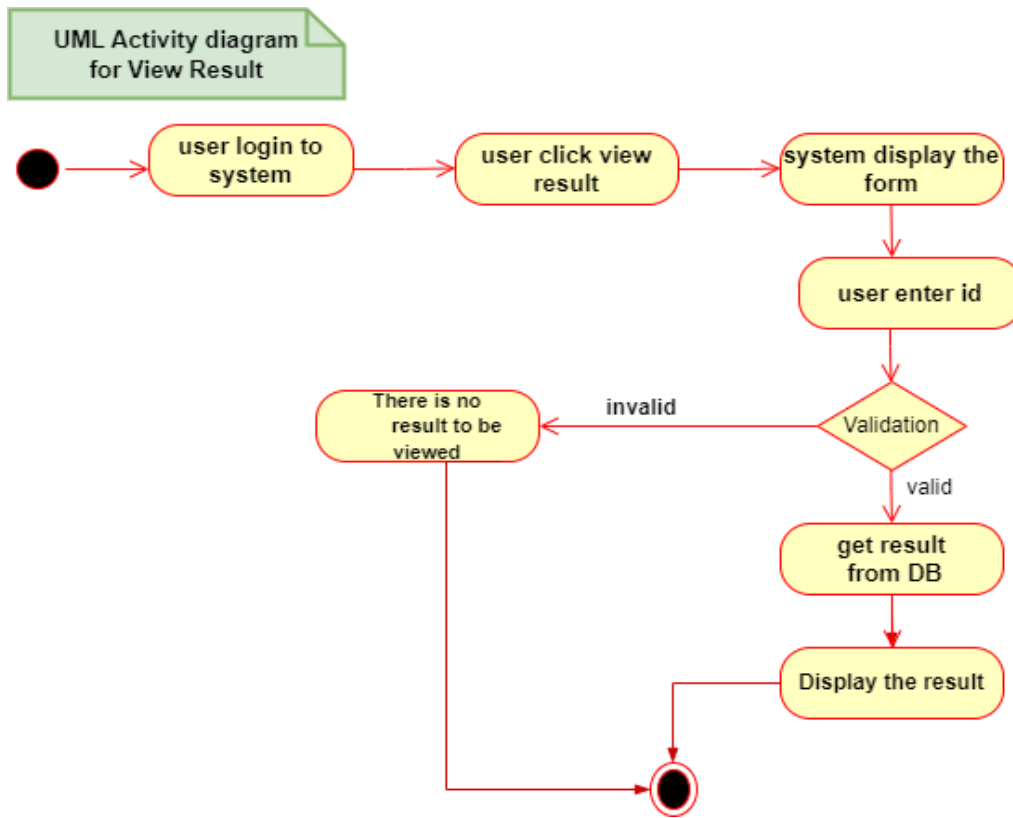 UML Activity diagram
for View Result
user login to
system
user click view
result
system display the
form
user enter id
There is no
result to be
viewed
invalid
Validation
valid
get result
from DB
Display the result